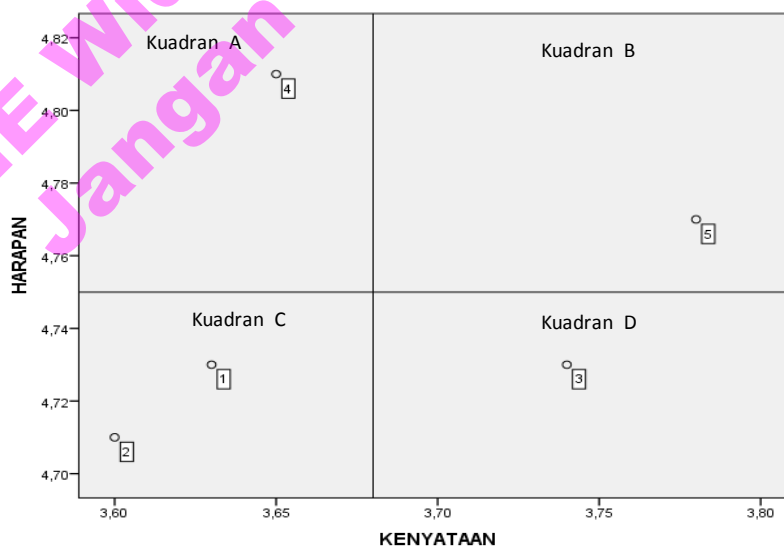 4,82
Kuadran A
Kuadran B
4
4,80
4,78
5
4,76
HARAPAN
Kuadran C
Kuadran D
4,74
1
3
4,72
2
4,70
3,60
3,65
3,70
3,75
3,80
KENYATAAN
Jangan